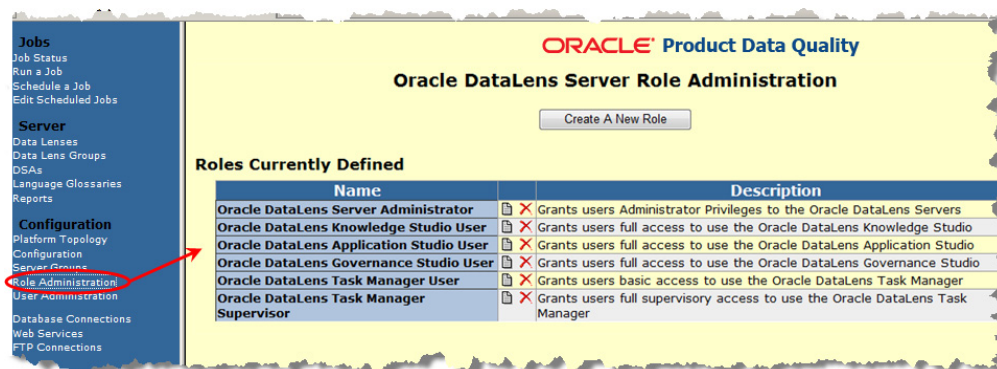 Jobs
Job Status
Run a Job
Schedule a Job
Edit Scheduled Jobs
Server
Data Lenses
Data Lens Groups
DSAs
Language Glossaries
Reports
Configuration
Platform Topology
Configuration
Server Groups
Role Administration
User Administration
Database Connections
Web Services
FTP Connections
ORACLE Product Data Quality
Oracle DataLens Server Role Administration
Create A New Role
Roles Currently Defined
Name Description
Oracle DataLens Server Administrator Grants users Administrator Privileges to the Oracle DataLens Servers
Oracle DataLens Knowledge Studio User Grants users full access to use the Oracle DataLens Knowledge Studio
Oracle DataLens Application Studio User Grants users full access to use the Oracle DataLens Application Studio
Oracle DataLens Governance Studio User Grants users full access to use the Oracle DataLens Governance Studio
Oracle DataLens Task Manager User Grants users basic access to use the Oracle DataLens Task Manager
Oracle DataLens Task Manager Grants users full supervisory access to use the Oracle DataLens Task
Supervisor Manager